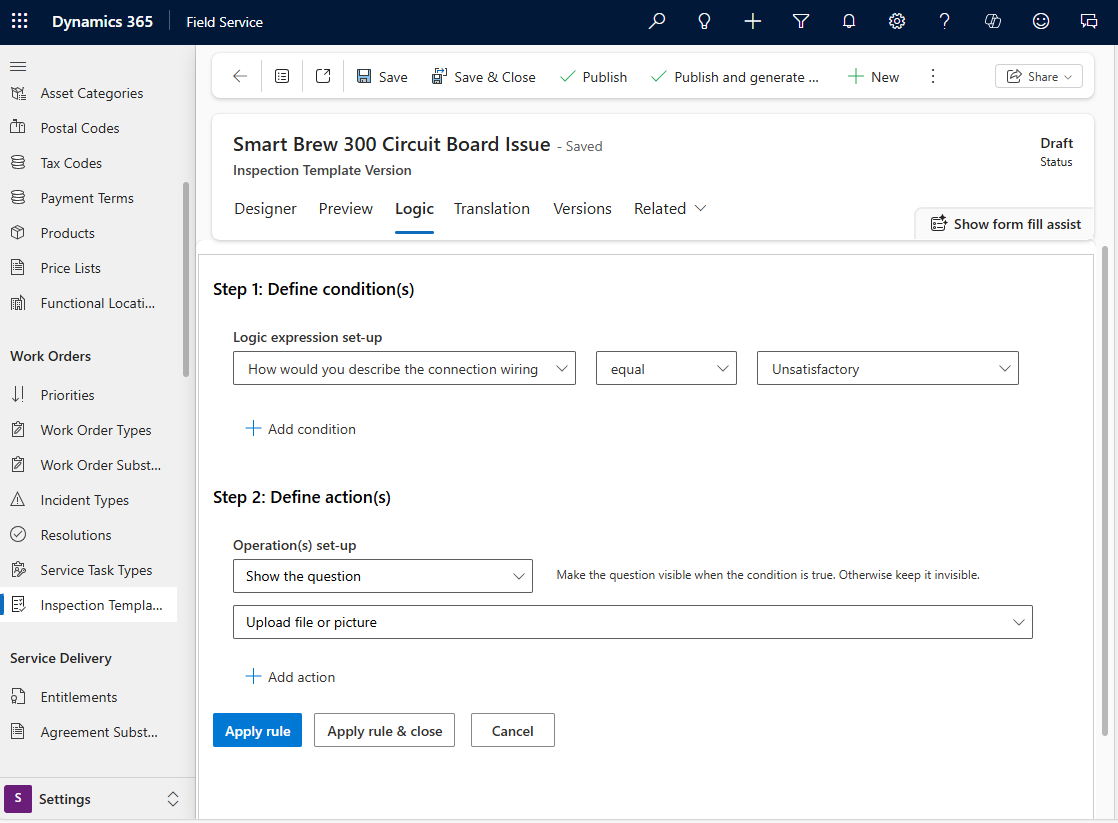 Dynamics 365
Field Service
Asset Categories
Postal Codes
Tax Codes
Payment Terms
Products
Price Lists
Functional Locati...
Work Orders
Priorities
Work Order Types
Work Order Subst...
Incident Types
Resolutions
Service Task Types
Inspection Templa...
Service Delivery
Entitlements
Agreement Subst...
S
Settings
Save
Save & Close
Publish
Publish and generate ...
New
Share
Smart Brew 300 Circuit Board Issue - Saved
Inspection Template Version
Draft
Status
Designer
Preview
Logic
Translation
Versions
Related
Show form fill assist
Step 1: Define condition(s)
Logic expression set-up
How would you describe the connection wiring
equal
Unsatisfactory
Add condition
Step 2: Define action(s)
Operation(s) set-up
Show the question
Make the question visible when the condition is true. Otherwise keep it invisible.
Upload file or picture
Add action
Apply rule
Apply rule & close
Cancel